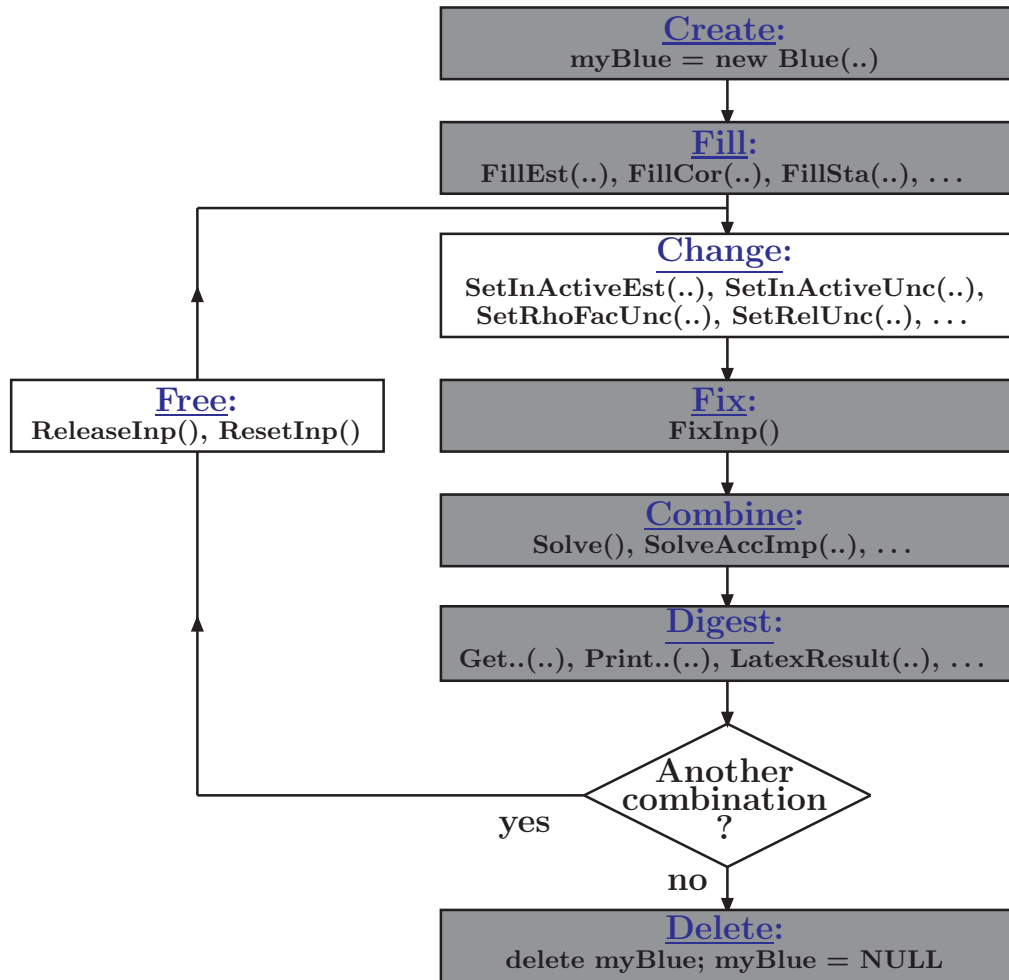 Create:
myBlue = new Blue(..)
Fill:
FillEst(..), FillCor(..), FillSta(..), . . .
Change:
SetInActiveEst(..), SetInActiveUnc(..),
SetRhoFacUnc(..), SetRelUnc(..), . . .
Free:
ReleaseInp(), ResetInp()
Fix:
FixInp()
Combine:
Solve(), SolveAccImp(..), . . .
Digest:
Get..(..), Print..(..), LatexResult(..), . . .
Another
combination
?
yes
no
Delete:
delete myBlue; myBlue = NULL